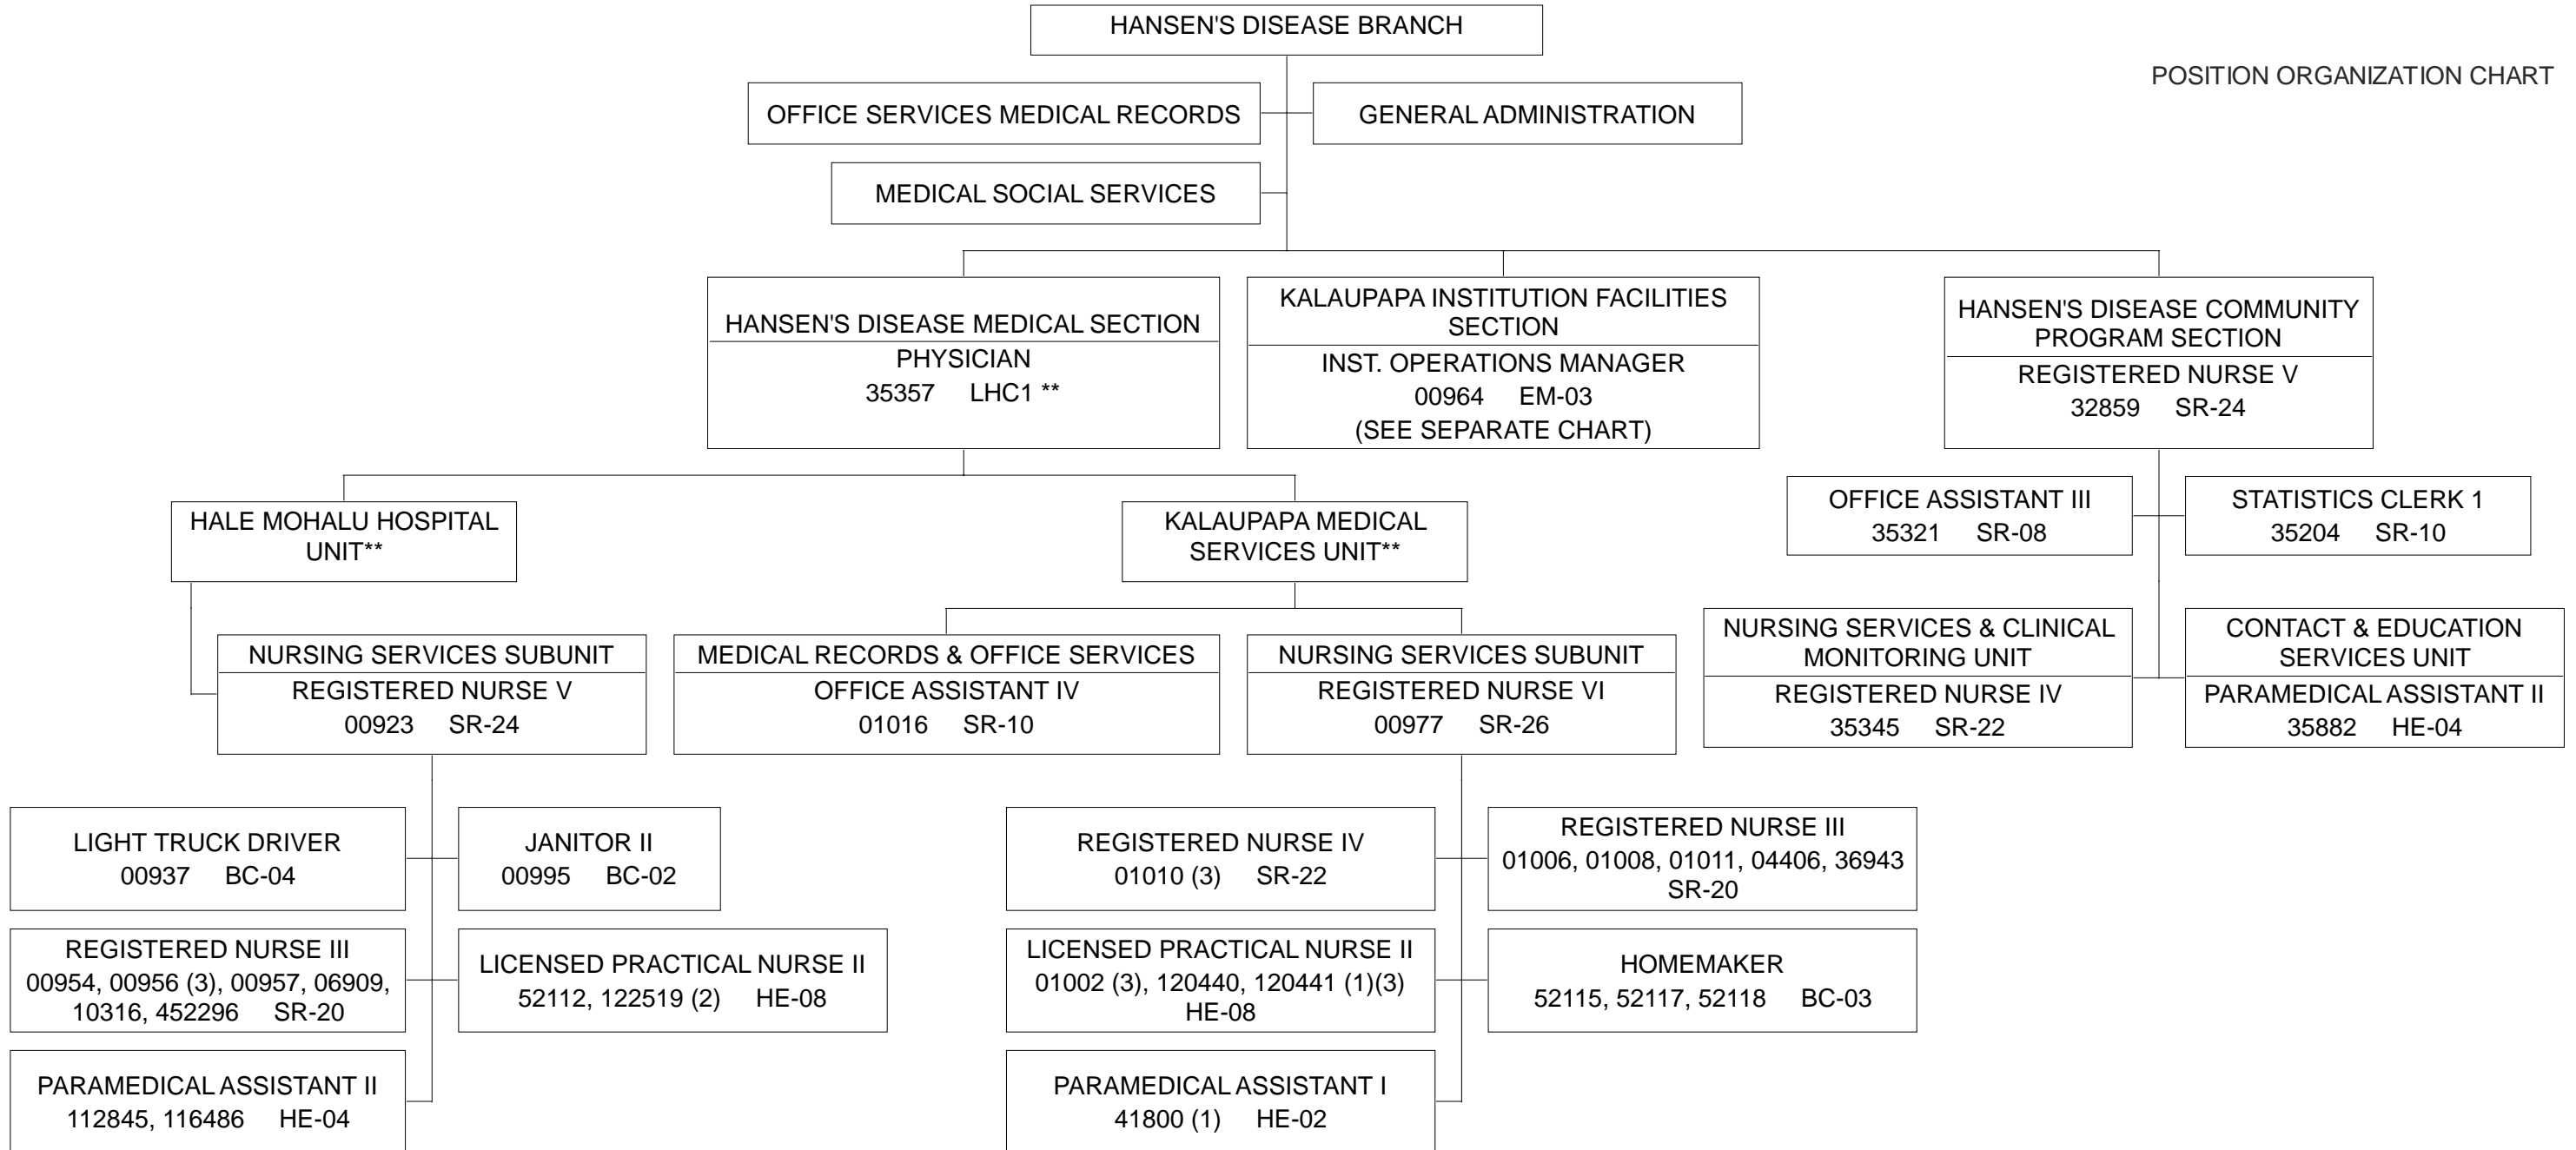 HANSEN'S DISEASE BRANCH
POSITION ORGANIZATION CHART
OFFICE SERVICES MEDICAL RECORDS
GENERAL ADMINISTRATION
MEDICAL SOCIAL SERVICES
HANSEN'S DISEASE MEDICAL SECTION
PHYSICIAN
35357 LHC1 **
KALAUPAPA INSTITUTION FACILITIES
SECTION
INST. OPERATIONS MANAGER
00964 EM-03
(SEE SEPARATE CHART)
HANSEN'S DISEASE COMMUNITY
PROGRAM SECTION
REGISTERED NURSE V
32859 SR-24
HALE MOHALU HOSPITAL
UNIT**
KALAUPAPA MEDICAL
SERVICES UNIT**
OFFICE ASSISTANT III
35321 SR-08
STATISTICS CLERK 1
35204 SR-10
NURSING SERVICES SUBUNIT
REGISTERED NURSE V
00923 SR-24
MEDICAL RECORDS & OFFICE SERVICES
OFFICE ASSISTANT IV
01016 SR-10
NURSING SERVICES SUBUNIT
REGISTERED NURSE VI
00977 SR-26
NURSING SERVICES & CLINICAL
MONITORING UNIT
REGISTERED NURSE IV
35345 SR-22
CONTACT & EDUCATION
SERVICES UNIT
PARAMEDICAL ASSISTANT II
35882 HE-04
LIGHT TRUCK DRIVER
00937 BC-04
JANITOR II
00995 BC-02
REGISTERED NURSE IV
01010 (3) SR-22
REGISTERED NURSE III
01006, 01008, 01011, 04406, 36943
SR-20
REGISTERED NURSE III
00954, 00956 (3), 00957, 06909,
10316, 452296 SR-20
LICENSED PRACTICAL NURSE II
52112, 122519 (2) HE-08
LICENSED PRACTICAL NURSE II
01002 (3), 120440, 120441 (1)(3)
HE-08
HOMEMAKER
52115, 52117, 52118 BC-03
PARAMEDICAL ASSISTANT II
112845, 116486 HE-04
PARAMEDICAL ASSISTANT I
41800 (1) HE-02